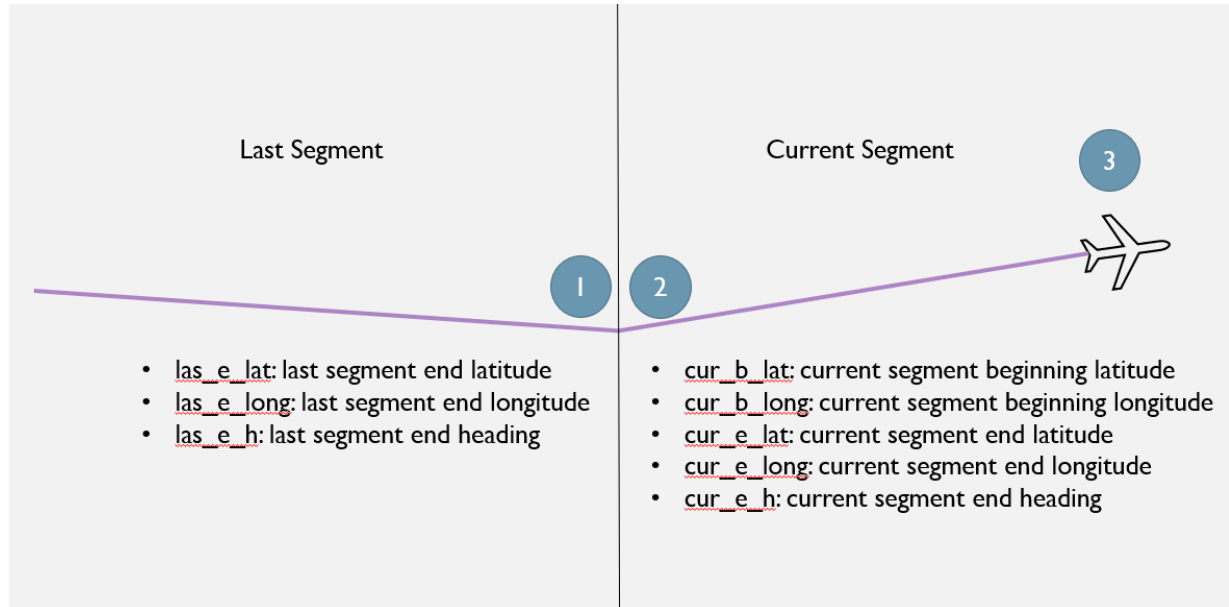 Last Segment
Current Segment
3
1
2
• las_e_lat: last segment end latitude
• las_e_long: last segment end longitude
• las_e_h: last segment end heading
• cur_b_lat: current segment beginning latitude
• cur_b_long: current segment beginning longitude
• cur_e_lat: current segment end latitude
• cur_e_long: current segment end longitude
• cur_e_h: current segment end heading